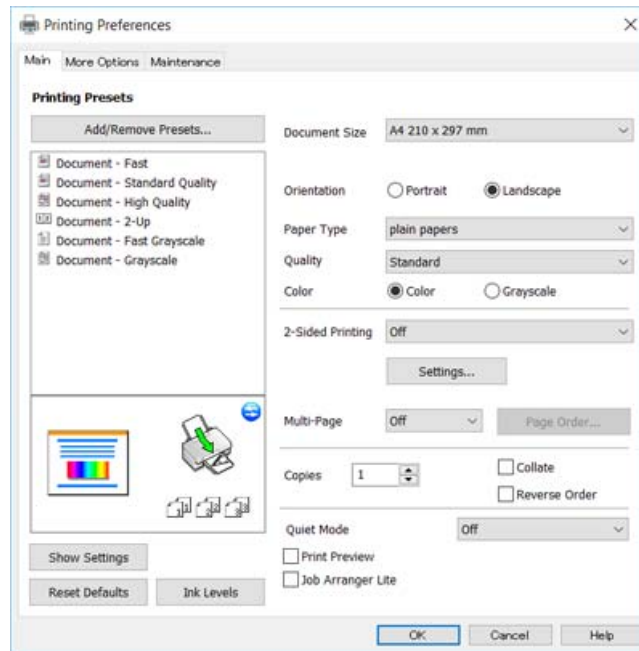 Printing Preferences
Main More Options Maintenance
Printing Presets
Add/Remove Presets...
Document - Fast
Document - Standard Quality
Document - High Quality
Document - 2-Up
Document - Fast Grayscale
Document - Grayscale
Show Settings
Reset Defaults Ink Levels
Document Size A4 210 x 297 mm
Orientation Portrait Landscape
Paper Type plain papers
Quality Standard
Color Color Grayscale
2-Sided Printing Off
Settings...
Multi-Page Off Page Order...
Copies 1 Collate
Reverse Order
Quiet Mode Off
Print Preview
Job Arranger Lite
OK Cancel Help